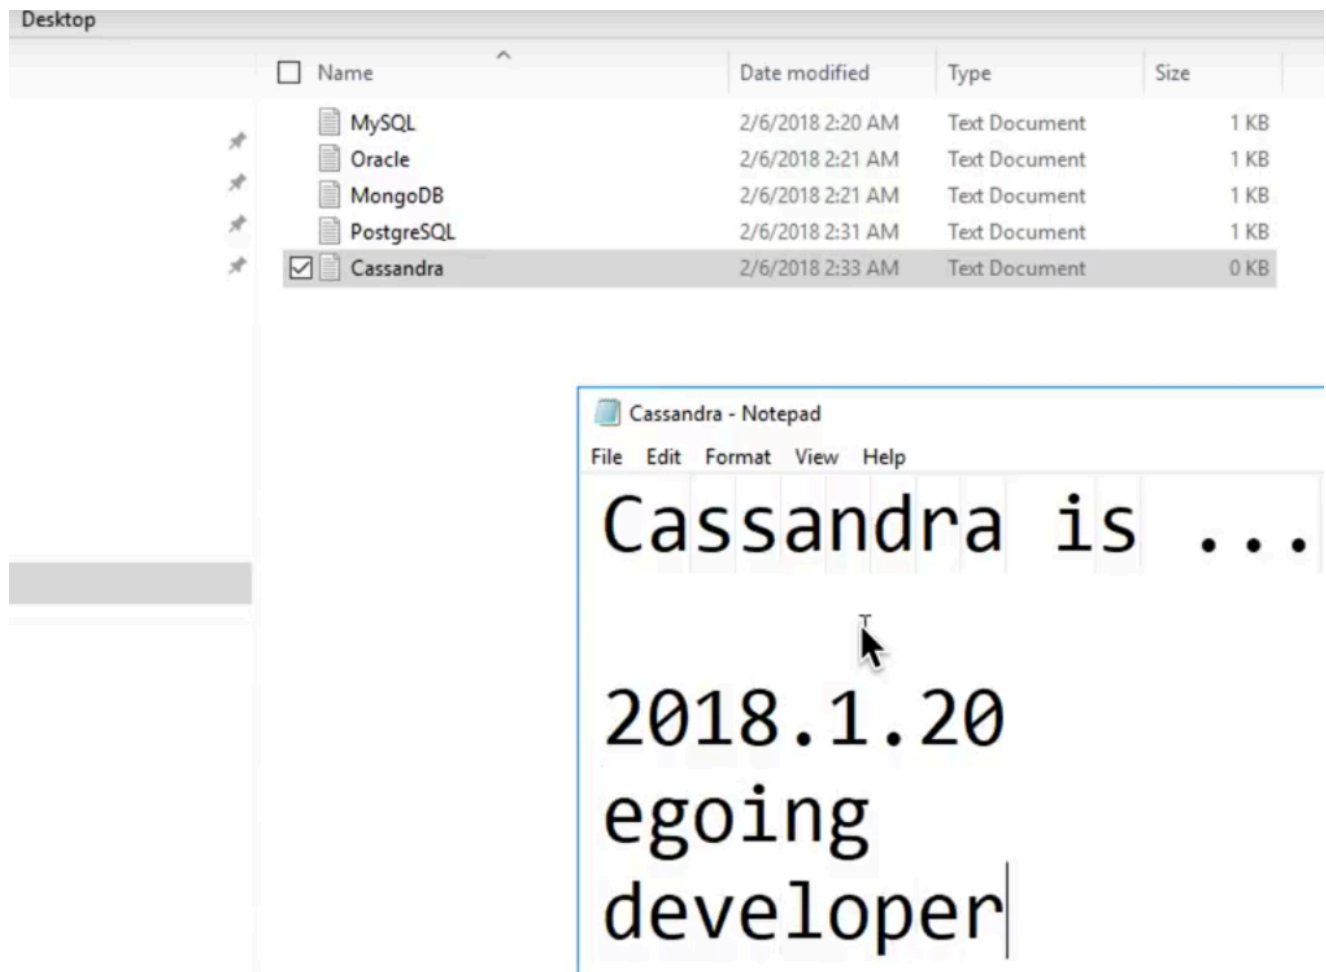 Desktop
Name Date modified Type Size
MySQL 2/6/2018 2:20 AM Text Document 1 KB
Oracle 2/6/2018 2:21 AM Text Document 1 KB
MongoDB 2/6/2018 2:21 AM Text Document 1 KB
PostgreSQL 2/6/2018 2:31 AM Text Document 1 KB
Cassandra 2/6/2018 2:33 AM Text Document 0 KB
Cassandra - Notepad
File Edit Format View Help
Cassandra is ...
2018.1.20
egoing
developer